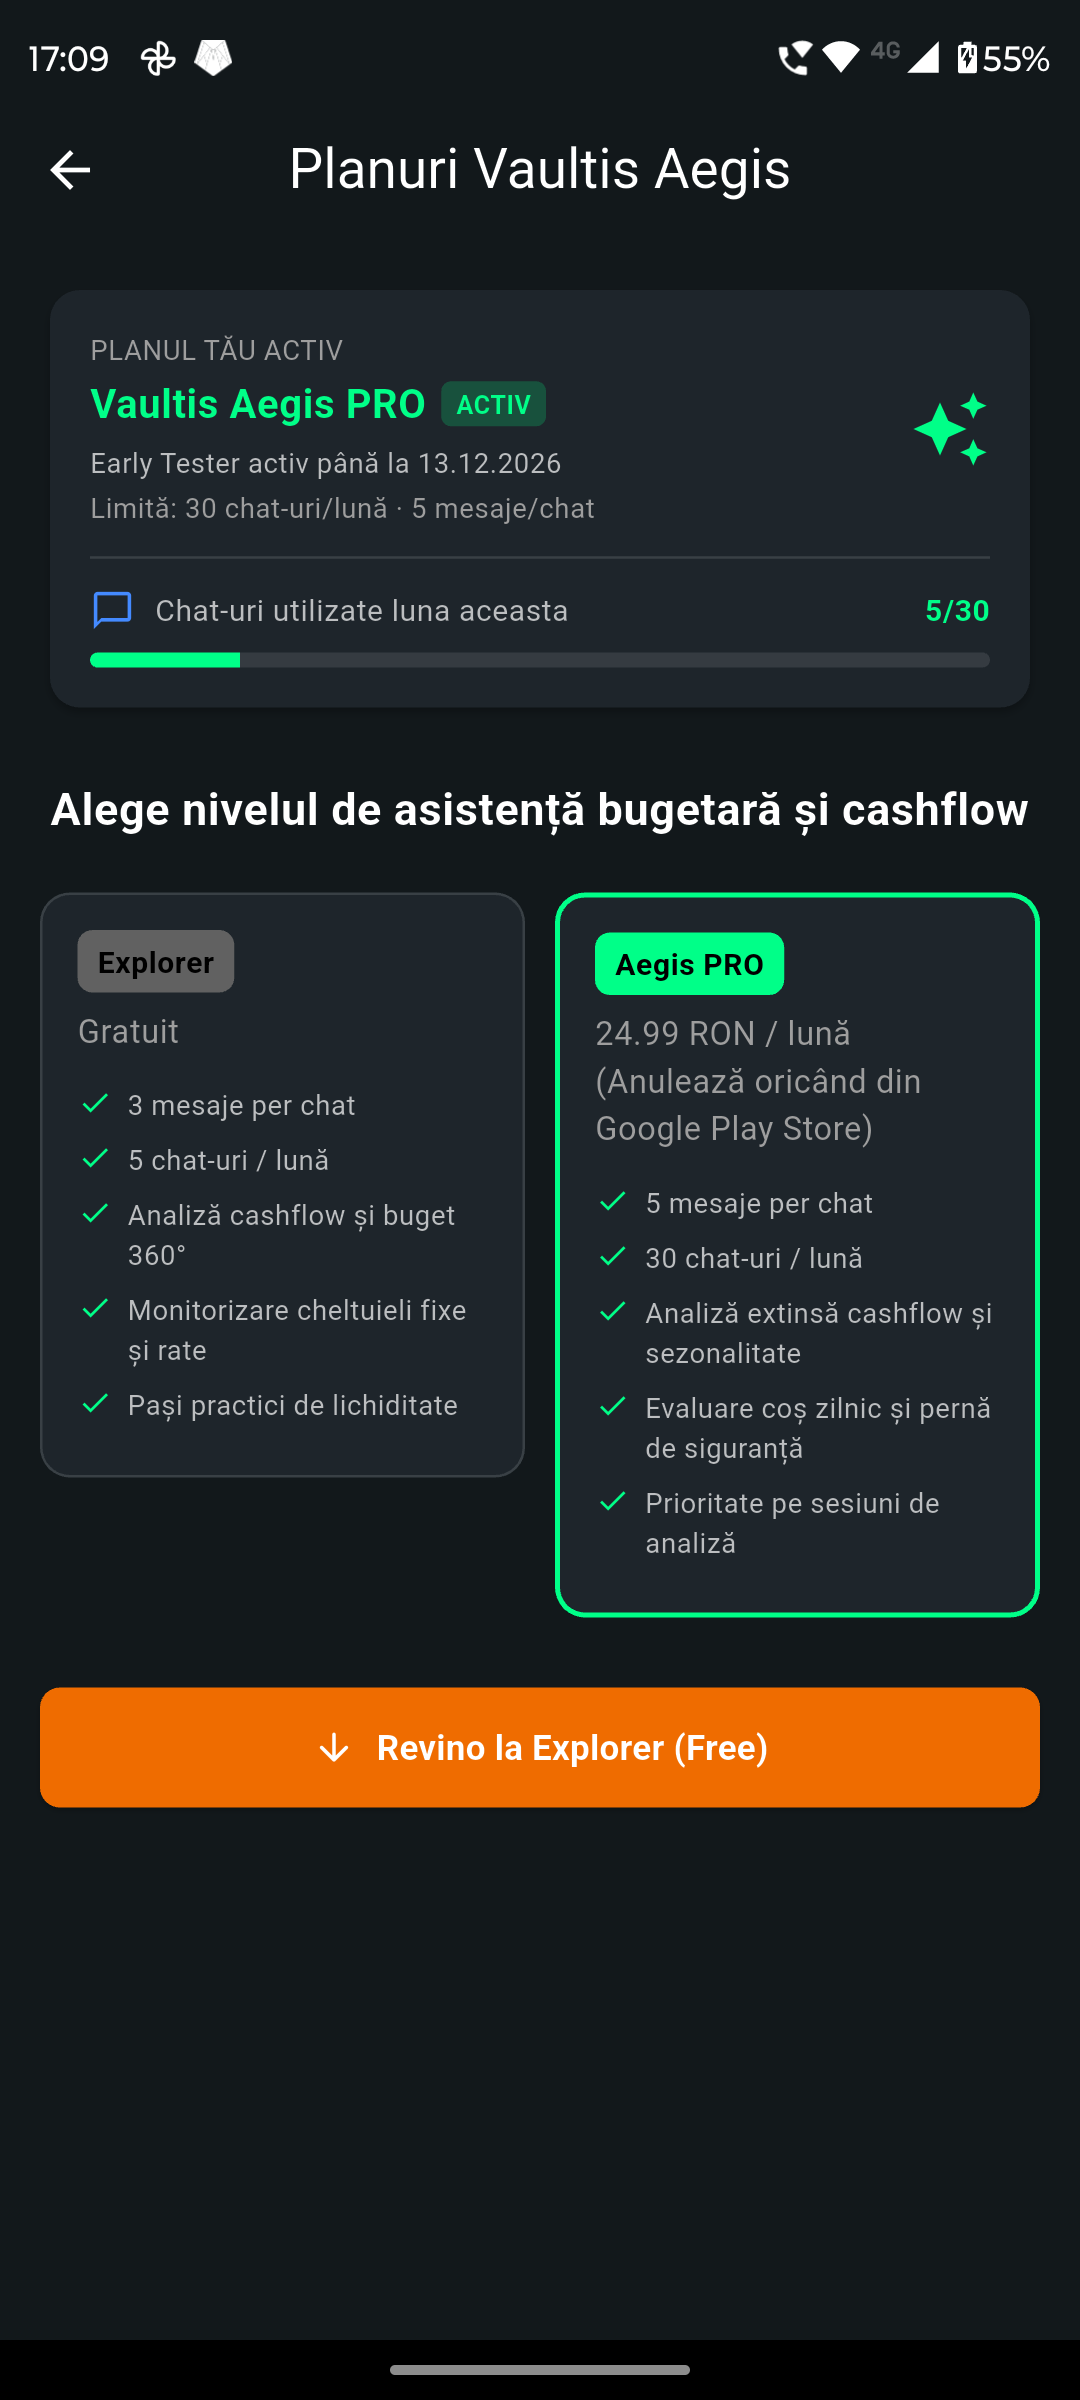 17:09
4G
55%
Planuri Vaultis Aegis
PLANUL TĂU ACTIV
Vaultis Aegis PRO ACTIV
Early Tester activ până la 13.12.2026
Limită: 30 chat-uri/lună · 5 mesaje/chat
Chat-uri utilizate luna aceasta 5/30
Alege nivelul de asistență bugetară și cashflow
Explorer
Gratuit
3 mesaje per chat
5 chat-uri / lună
Analiză cashflow și buget
360°
Monitorizare cheltuieli fixe
și rate
Pași practici de lichiditate
Aegis PRO
24.99 RON / lună
(Anulează oricând din
Google Play Store)
5 mesaje per chat
30 chat-uri / lună
Analiză extinsă cashflow și
sezonalitate
Evaluare coș zilnic și pernă
de siguranță
Prioritate pe sesiuni de
analiză
Revino la Explorer (Free)